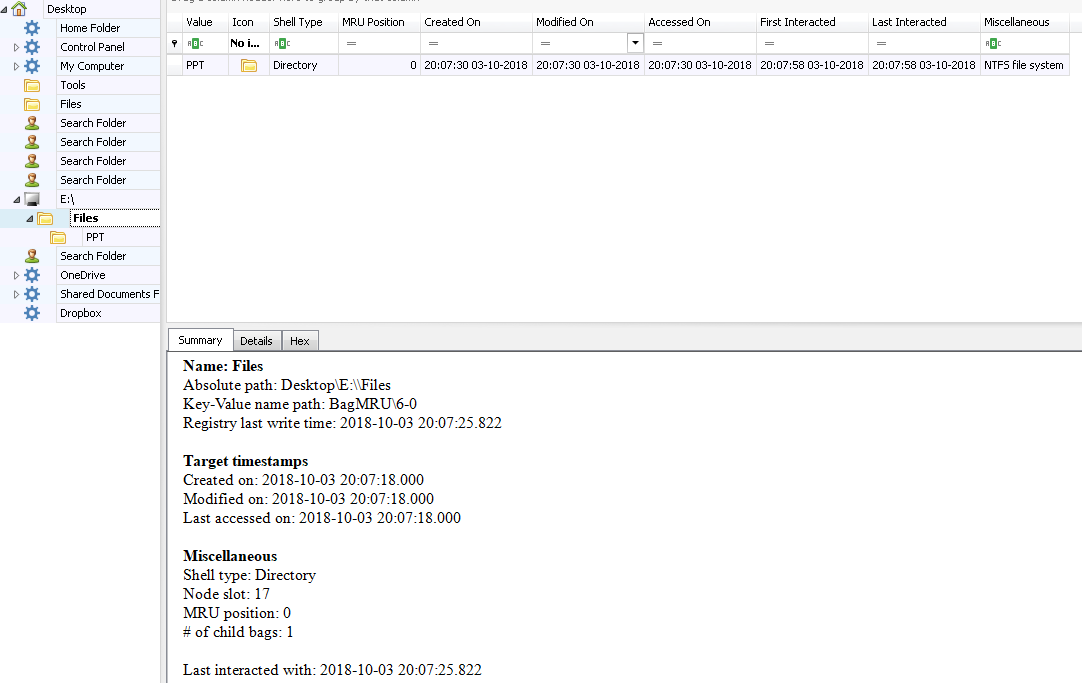 Desktop
Home Folder
Control Panel
My Computer
Tools
Files
Search Folder
Search Folder
Search Folder
Search Folder
E:\
Files
PPT
Search Folder
OneDrive
Shared Documents F
Dropbox
Value Icon Shell Type MRU Position Created On Modified On Accessed On First Interacted Last Interacted Miscellaneous
No i... = = = = = =
PPT Directory 0 20:07:30 03-10-2018 20:07:30 03-10-2018 20:07:30 03-10-2018 20:07:58 03-10-2018 20:07:58 03-10-2018 NTFS file system
Summary Details Hex
Name: Files
Absolute path: Desktop\E:\\Files
Key-Value name path: BagMRU\6-0
Registry last write time: 2018-10-03 20:07:25.822
Target timestamps
Created on: 2018-10-03 20:07:18.000
Modified on: 2018-10-03 20:07:18.000
Last accessed on: 2018-10-03 20:07:18.000
Miscellaneous
Shell type: Directory
Node slot: 17
MRU position: 0
# of child bags: 1
Last interacted with: 2018-10-03 20:07:25.822